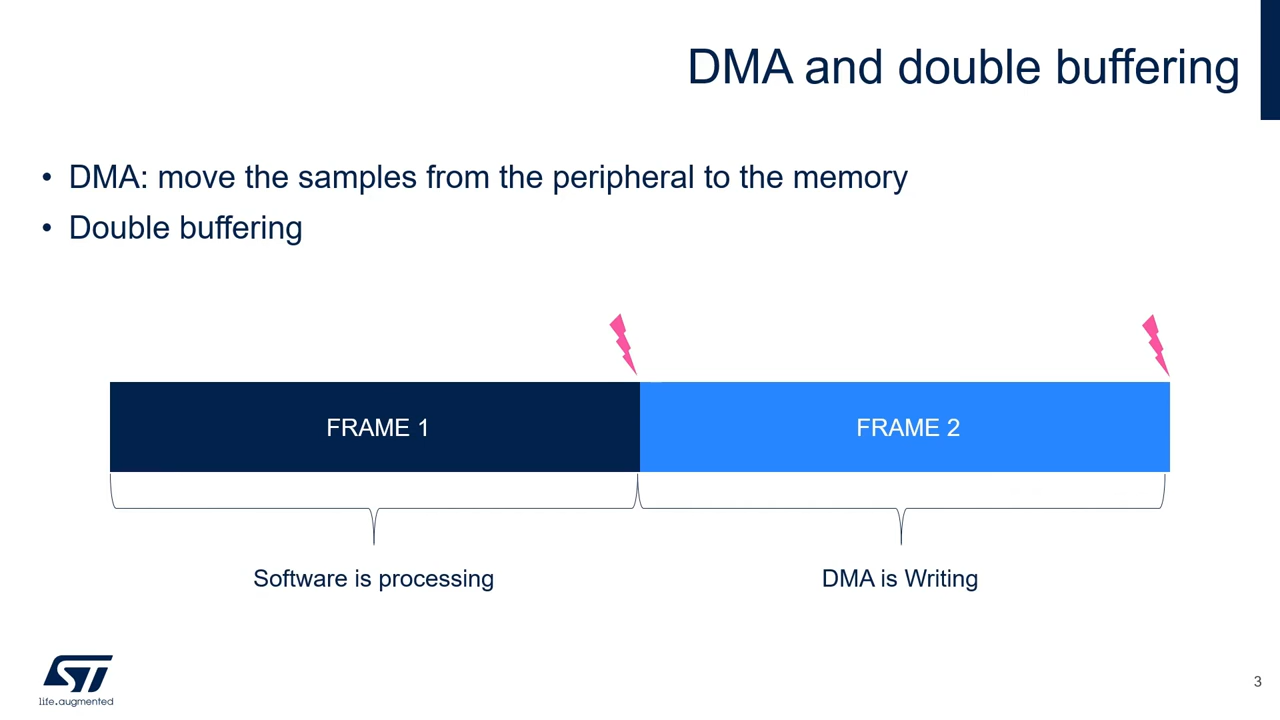 DMA and double buffering
• DMA: move the samples from the peripheral to the memory
• Double buffering
FRAME 1
FRAME 2
Software is processing
DMA is Writing
ST
life.augmented
3